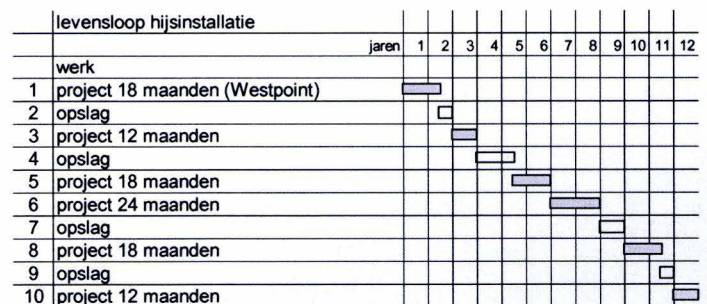 levensloop hijsinstallatie
jaren 1 2 3 4 5 6 7 8 9 10 11 12
werk
1 project 18 maanden (Westpoint)
2 opslag
3 project 12 maanden
4 opslag
5 project 18 maanden
6 project 24 maanden
7 opslag
8 project 18 maanden
9 opslag
10 project 12 maanden